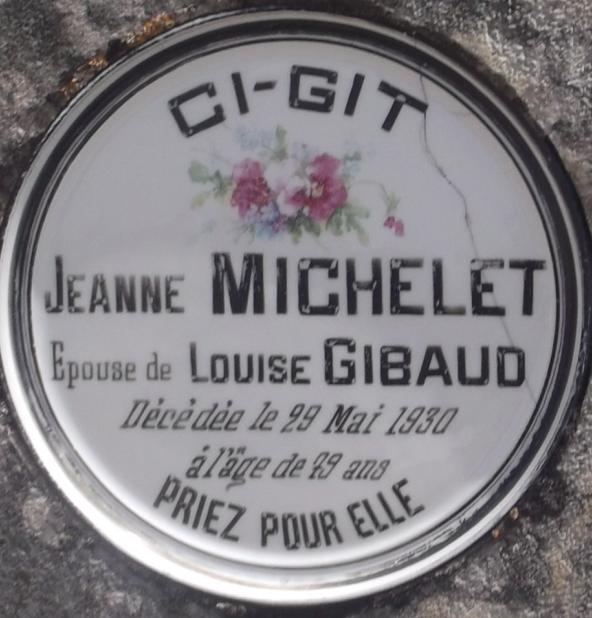 CI-GIT
JEANNE MICHELET
Epouse de LOUISE GIBAUD
Décédée le 29 Mai 1930
à l'âge de 79 ans
PRIEZ POUR ELLE